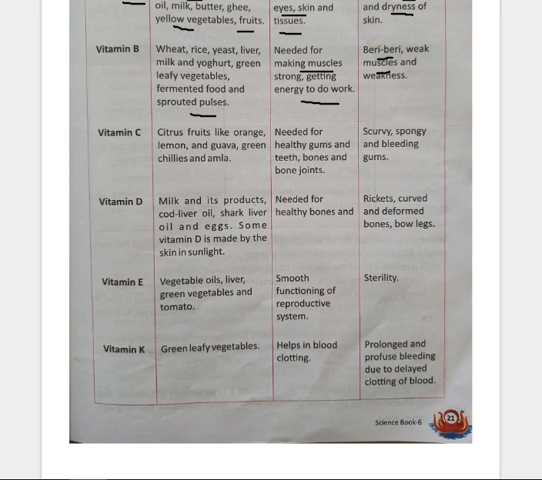 oil, milk, butter, ghee,
yellow vegetables, fruits.
eyes, skin and
tissues.
and dryness of
skin.
Vitamin B
Wheat, rice, yeast, liver,
milk and yoghurt, green
leafy vegetables,
fermented food and
sprouted pulses.
Needed for
making muscles
strong, getting
energy to do work.
Beri-beri, weak
muscles and
weakness.
Vitamin C
Citrus fruits like orange,
lemon, and guava, green
chillies and amla.
Needed for
healthy gums and
teeth, bones and
bone joints.
Scurvy, spongy
and bleeding
gums.
Vitamin D
Milk and its products,
cod-liver oil, shark liver
oil and eggs. Some
vitamin D is made by the
skin in sunlight.
Needed for
healthy bones and
Rickets, curved
and deformed
bones, bow legs.
Vitamin E
Vegetable oils, liver,
green vegetables and
tomato.
Smooth
functioning of
reproductive
system.
Sterility.
Vitamin K
Green leafy vegetables.
Helps in blood
clotting.
Prolonged and
profuse bleeding
due to delayed
clotting of blood.
Science Book-6
21